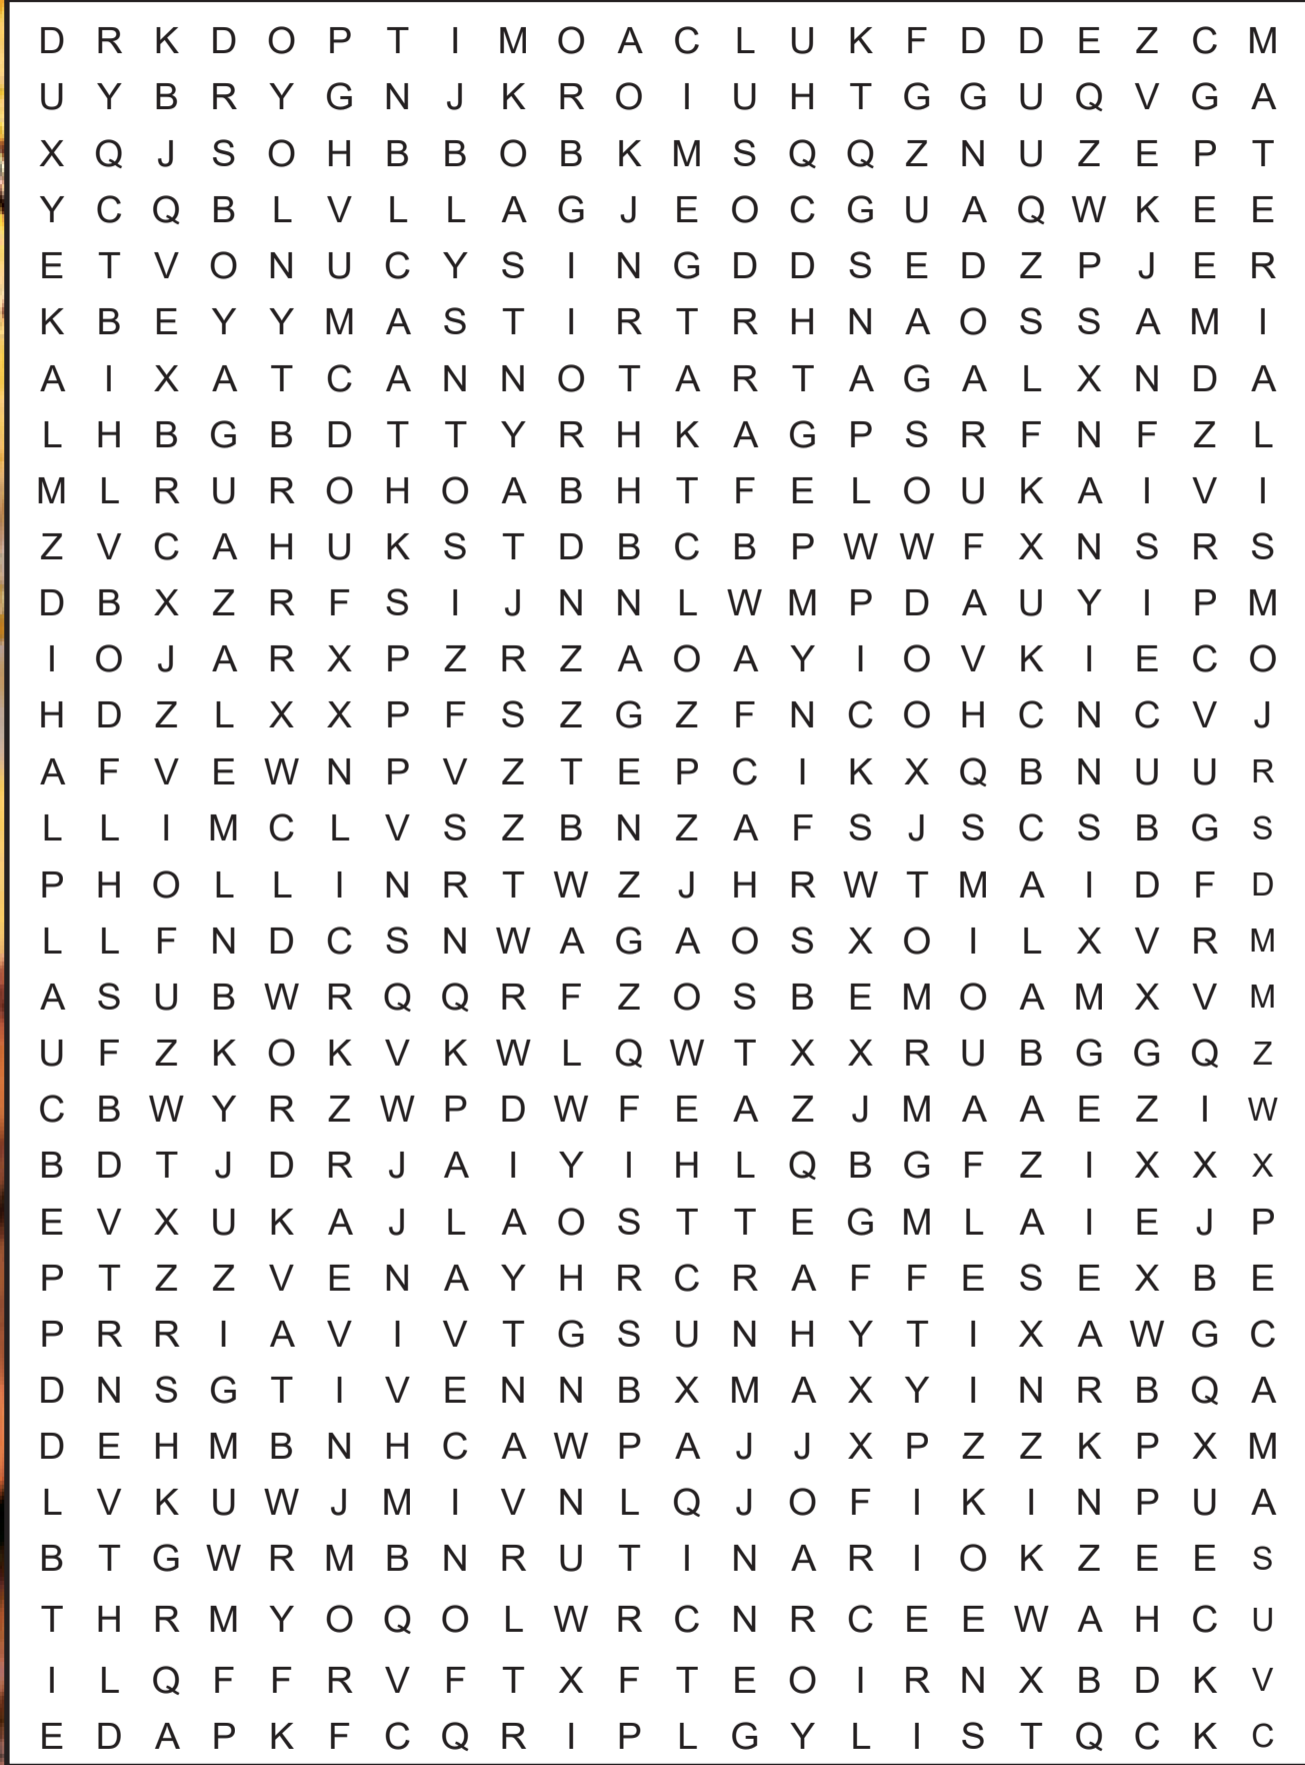 D R K D O P T I M O A C L U K F D D E Z C M
U Y B R Y G N J K R O I U H T G G U Q V G A
X Q J S O H B B O B K M S Q Q Z N U Z E P T
Y C Q B L V L L A G J E O C G U A Q W K E E
E T V O N U C Y S I N G D D S E D Z P J E R
K B E Y Y M A S T I R T R H N A O S S A M I
A I X A T C A N N O T A R T A G A L X N D A
L H B G B D T T Y R H K A G P S R F N F Z L
M L R U R O H O A B H T F E L O U K A I V I
Z V C A H U K S T D B C B P W W F X N S R S
D B X Z R F S I J N N L W M P D A U Y I P M
I O J A R X P Z R Z A O A Y I O V K I E C O
H D Z L X X P F S Z G Z F N C O H C N C V J
A F V E W N P V Z T E P C I K X Q B N U U R
L L I M C L V S Z B N Z A F S J S C S B G S
P H O L L I N R T W Z J H R W T M A I D F D
L L F N D C S N W A G A O S X O I L X V R M
A S U B W R Q Q R F Z O S B E M O A M X V M
U F Z K O K V K W L Q W T X X R U B G G Q Z
C B W Y R Z W P D W F E A Z J M A A E Z I W
B D T J D R J A I Y I H L Q B G F Z I X X X
E V X U K A J L A O S T T E G M L A I E J P
P T Z Z V E N A Y H R C R A F F E S E X B E
P R R I A V I V T G S U N H Y T I X A W G C
D N S G T I V E N N B X M A X Y I N R B Q A
D E H M B N H C A W P A J J X P Z Z K P X M
L V K U W J M I V N L Q J O F I K I N P U A
B T G W R M B N R U T I N A R I O K Z E E S
T H R M Y O Q O L W R C N R C E E W A H C U
I L Q F F R V F T X F T E O I R N X B D K V
E D A P K F C Q R I P L G Y L I S T Q C K C